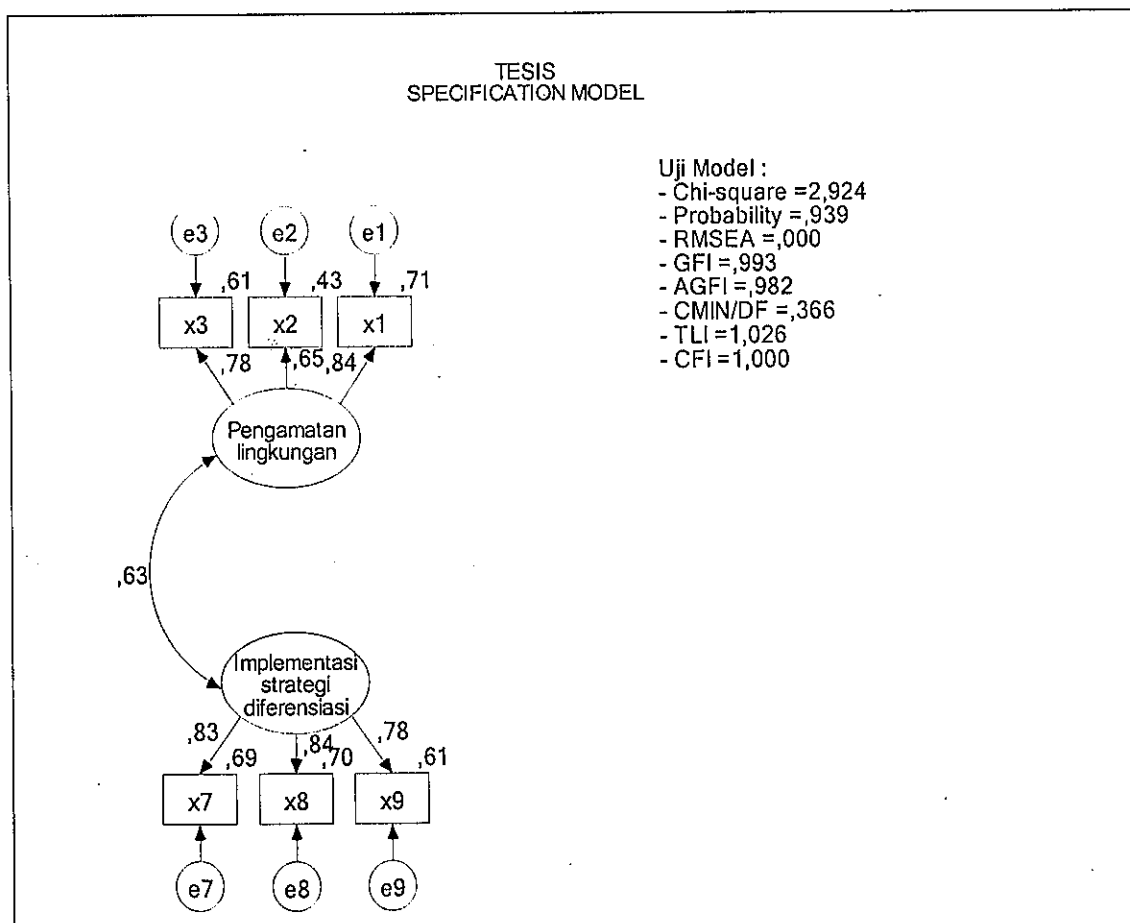 TESIS
SPECIFICATION MODEL
Uji Model :
- Chi-square =2,924
- Probability =,939
- RMSEA =,000
- GFI =,993
- AGFI =,982
- CMIN/DF =,366
- TLI =1,026
- CFI =1,000
e3 e2 e1
,61 ,43 ,71
x3 x2 x1
,78 ,65 ,84
Pengamatan
lingkungan
,63
Implementasi
strategi
diferensiasi
,83 ,84 ,78
,69 ,70 ,61
x7 x8 x9
e7 e8 e9